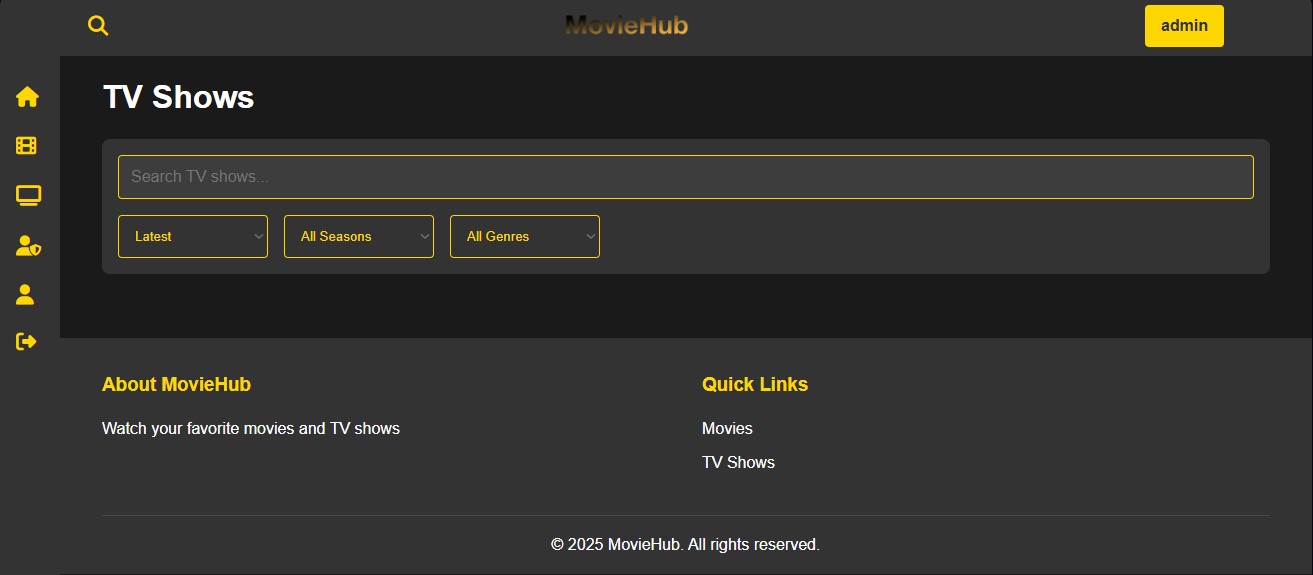 MovieHub
admin
TV Shows
Search TV shows...
Latest
All Seasons
All Genres
About MovieHub
Quick Links
Watch your favorite movies and TV shows
Movies
TV Shows
© 2025 MovieHub. All rights reserved.